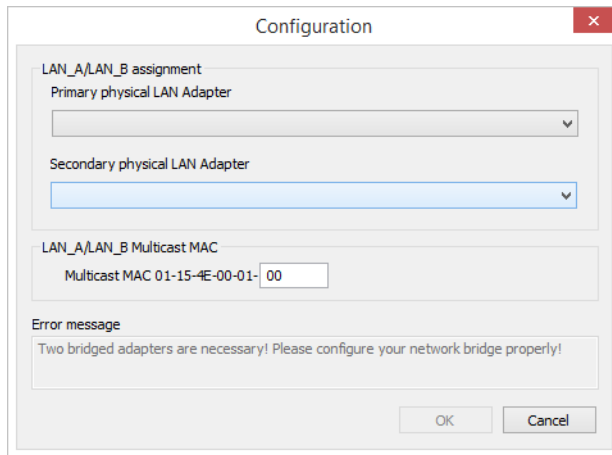 Configuration
LAN_A/LAN_B assignment
Primary physical LAN Adapter
Secondary physical LAN Adapter
LAN_A/LAN_B Multicast MAC
Multicast MAC 01-15-4E-00-01- 00
Error message
Two bridged adapters are necessary! Please configure your network bridge properly!
OK Cancel